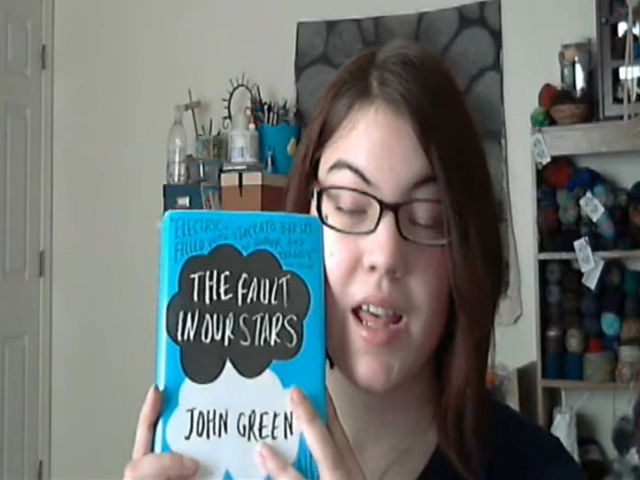 ELECTRIC...
FILLED WITH STACCATO BURSTS
OF HUMOR AND
TRAGEDY
THE FAULT
IN OUR STARS
JOHN GREEN